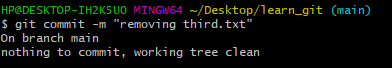 HP@DESKTOP-IH2K5UO MINGW64 ~/Desktop/learn_git (main)
$ git commit -m "removing third.txt"
On branch main
nothing to commit, working tree clean